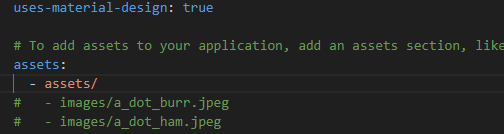 uses-material-design: true
# To add assets to your application, add an assets section, like
assets:
- assets/
#   - images/a_dot_burr.jpeg
#   - images/a_dot_ham.jpeg